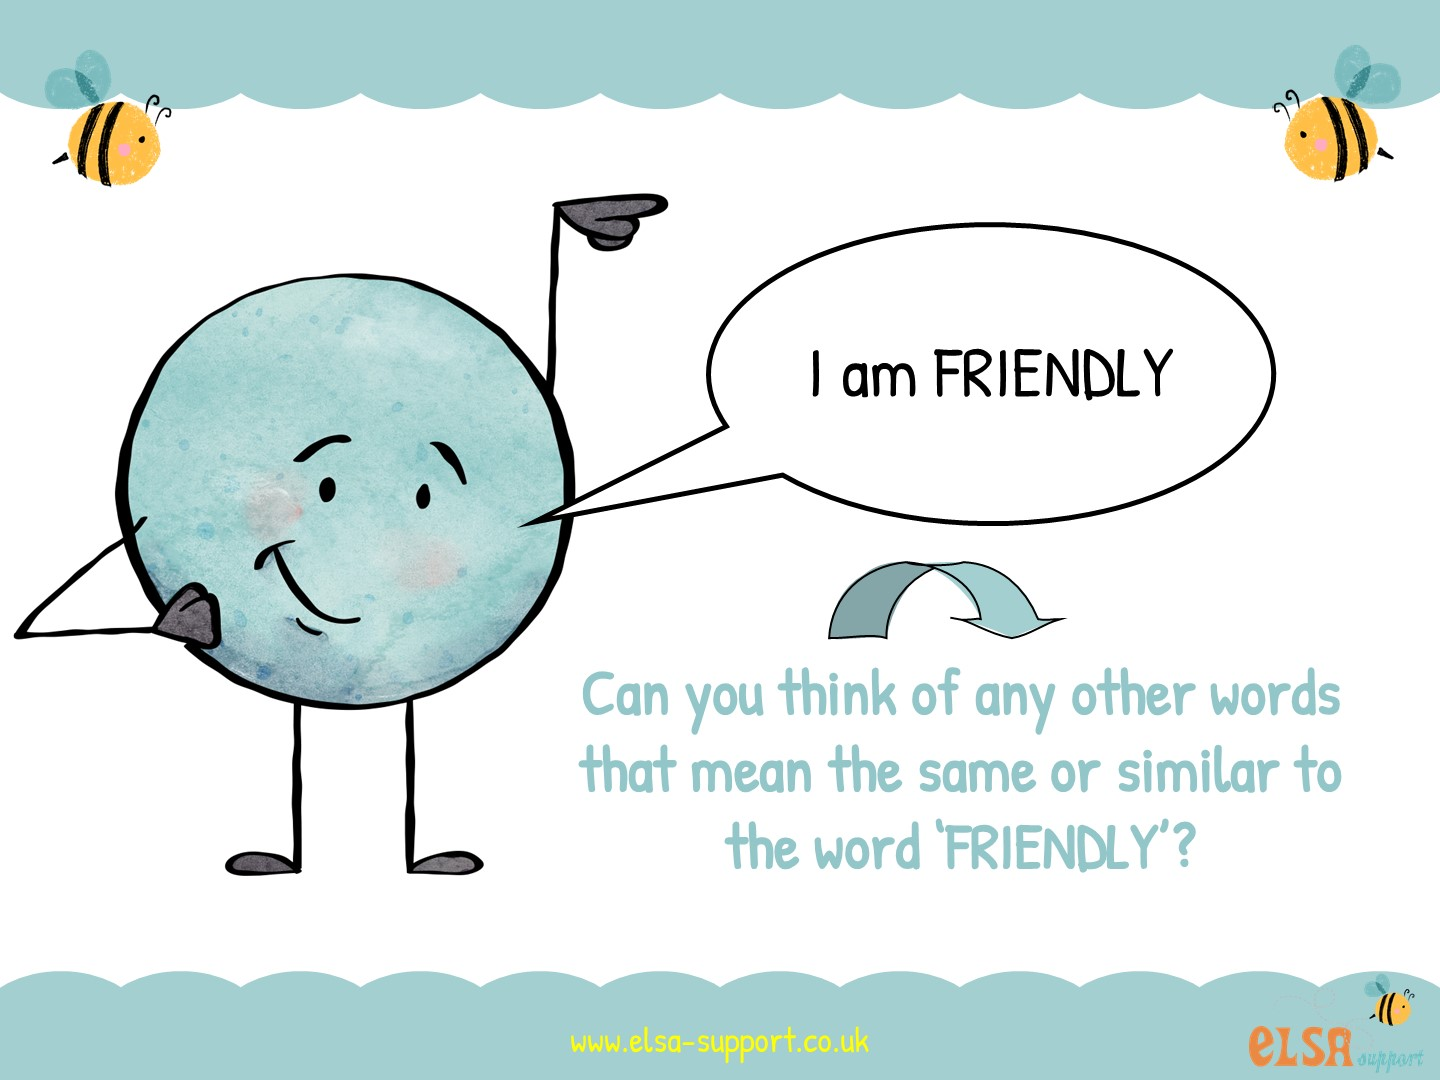 I am FRIENDLY
Can you think of any other words
that mean the same or similar to
the word ‘FRIENDLY’?
www.elsa-support.co.uk
ELSA
support